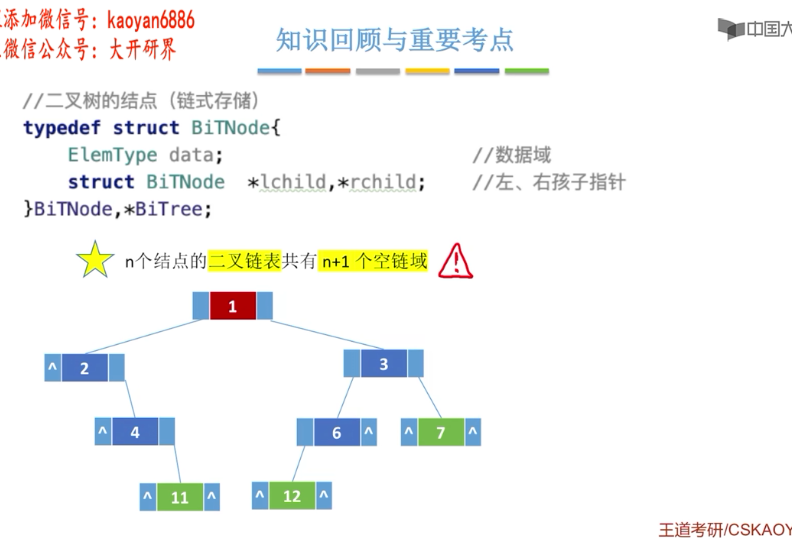 添加微信号: kaoyan6886
微信公众号: 大开研界
知识回顾与重要考点
中国大
//二叉树的结点（链式存储）
typedef struct BiTNode{
ElemType data; //数据域
struct BiTNode *lchild,*rchild; //左、右孩子指针
}BiTNode,*BiTree;
n个结点的二叉链表共有 n+1 个空链域
1
^ 2
3
^ 4
6 ^
^ 7 ^
^ 11 ^
^ 12 ^
王道考研/CSKAOY